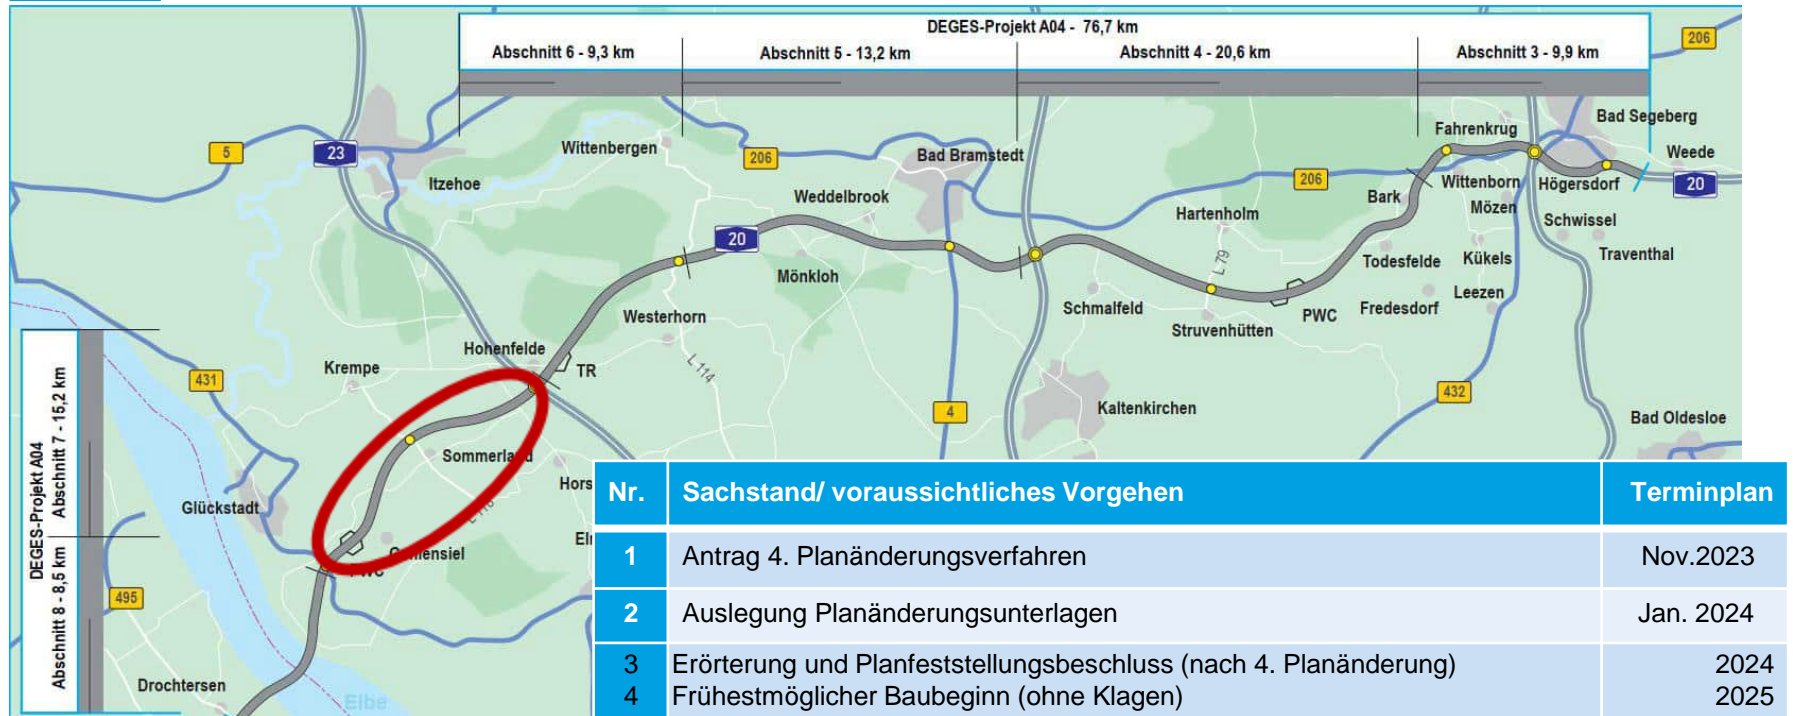 DEGES-Projekt A04 - 76,7 km
Abschnitt 6 - 9,3 km
Abschnitt 5 - 13,2 km
Abschnitt 4 - 20,6 km
Abschnitt 3 - 9,9 km
206
Bad Segeberg
Fahrenkrug
5
23
Wittenbergen
206
Bad Bramstedt
Weede
Itzehoe
206
Wittenborn
Högersdorf
20
Weddelbrook
Bark
Mözen
Hartenholm
Schwissel
20
L 79
Todesfelde
Kükels
Traventhal
Mönkloh
Leezen
Schmalfeld
PWC
Fredesdorf
Westerhorn
Struvenhütten
Hohenfelde
Krempe
TR
L 114
431
432
4
Kaltenkirchen
Bad Oldesloe
DEGES-Projekt A04
Abschnitt 7 - 15,2 km
Abschnitt 8 - 8,5 km
Sommerland
Hors
Glückstadt
PWC
495
Drochtersen
Elbe
Nr. Sachstand/ voraussichtliches Vorgehen Terminplan
1 Antrag 4. Planänderungsverfahren Nov.2023
2 Auslegung Planänderungsunterlagen Jan. 2024
3 Erörterung und Planfeststellungsbeschluss (nach 4. Planänderung) 2024
4 Frühestmöglicher Baubeginn (ohne Klagen) 2025